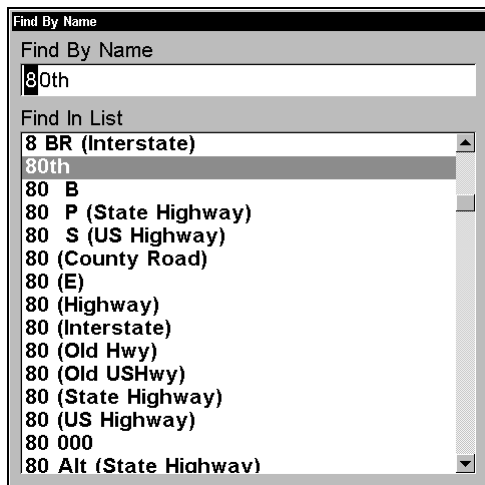 Find By Name
Find By Name
80th
Find In List
8 BR (Interstate)
80th
80 B
80 P (State Highway)
80 S (US Highway)
80 (County Road)
80 (E)
80 (Highway)
80 (Interstate)
80 (Old Hwy)
80 (Old USHwy)
80 (State Highway)
80 (US Highway)
80 000
80 Alt (State Highway)